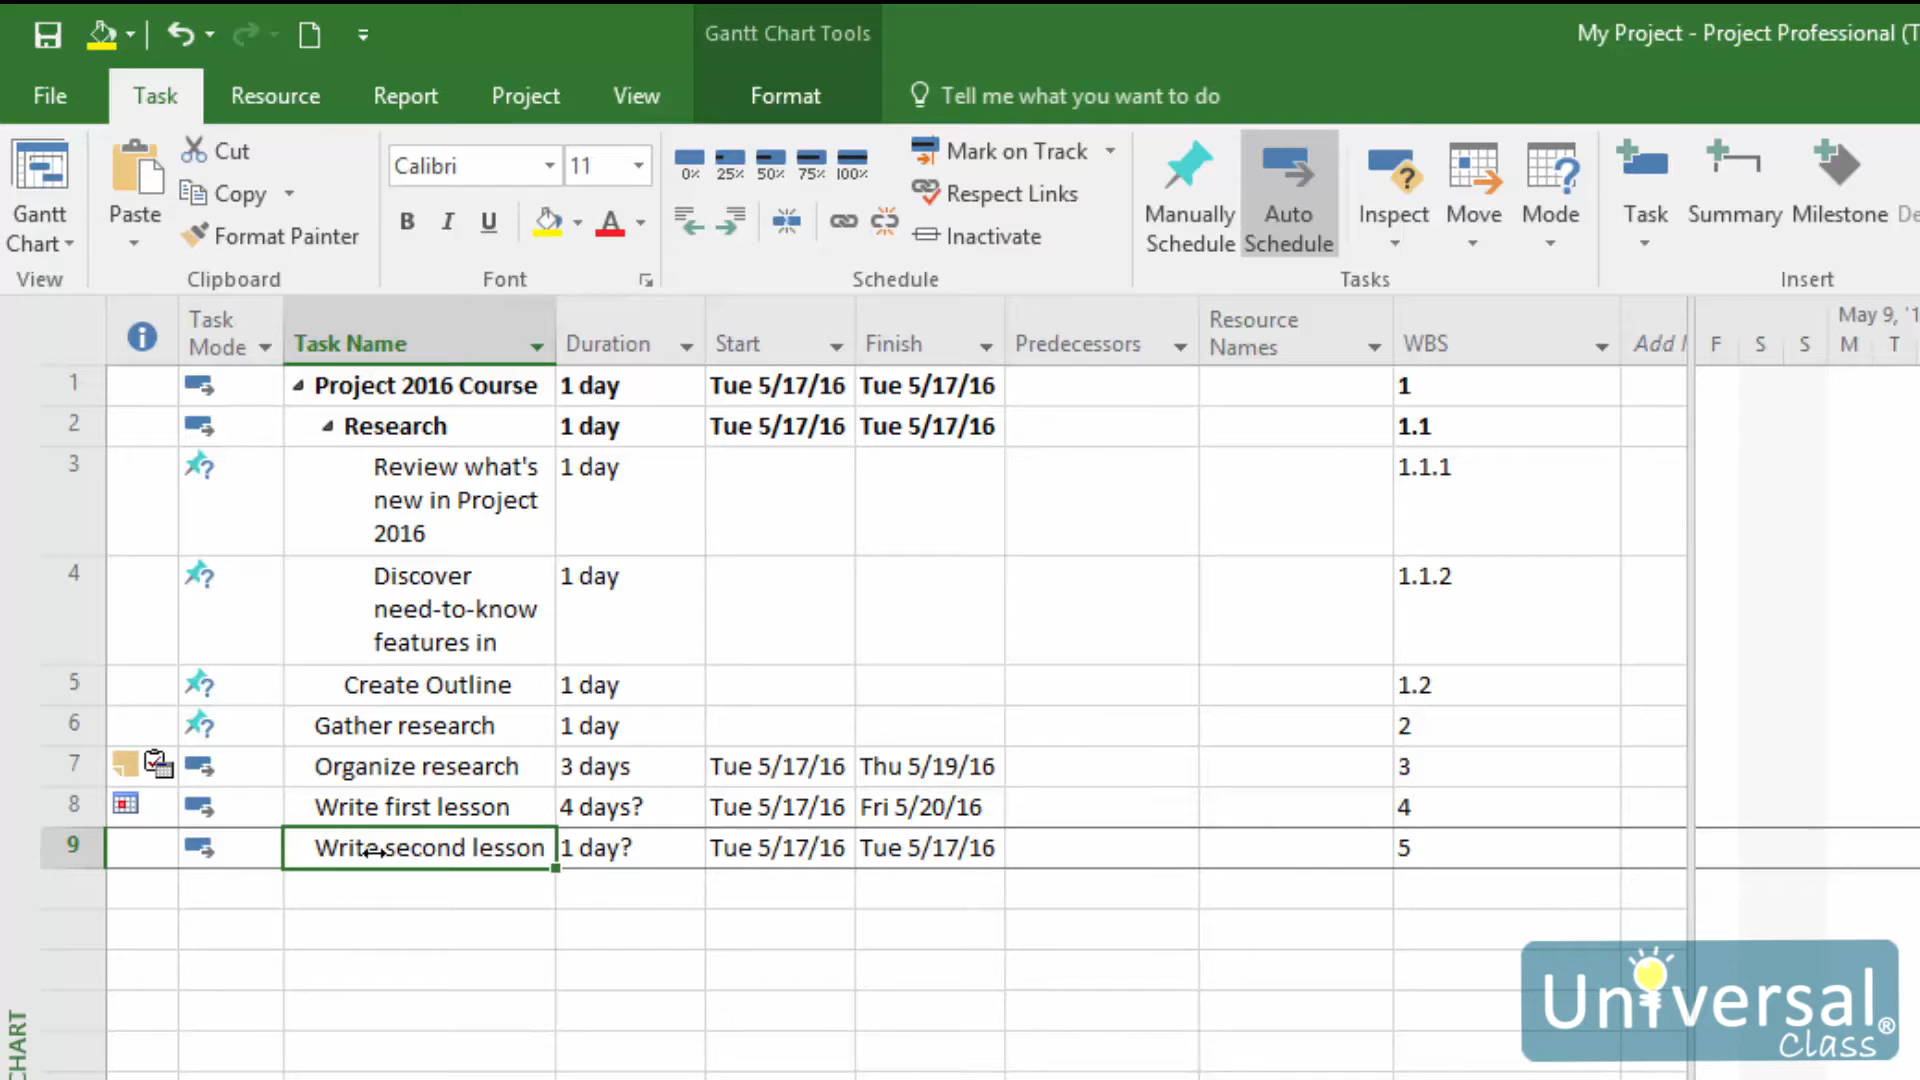 Gantt Chart Tools
My Project - Project Professional (T
File Task Resource Report Project View Format Tell me what you want to do
Gantt
Chart
View
Paste
Cut
Copy
Format Painter
Clipboard
Calibri 11
B I U A
Font
0% 25% 50% 75% 100%
Mark on Track
Respect Links
Inactivate
Schedule
Manually
Schedule
Auto
Schedule
Inspect Move Mode
Tasks
Task Summary Milestone De
Insert
Task
Mode
Task Name Duration Start Finish Predecessors
Resource
Names
WBS
Add
May 9, '1
F S S M T
1 Project 2016 Course 1 day Tue 5/17/16 Tue 5/17/16 1
2 Research 1 day Tue 5/17/16 Tue 5/17/16 1.1
3 Review what's 1 day 1.1.1
new in Project
2016
4 Discover 1 day 1.1.2
need-to-know
features in
5 Create Outline 1 day 1.2
6 Gather research 1 day 2
7 Organize research 3 days Tue 5/17/16 Thu 5/19/16 3
8 Write first lesson 4 days? Tue 5/17/16 Fri 5/20/16 4
9 Write second lesson 1 day? Tue 5/17/16 Tue 5/17/16 5
CHART
Universal®
Class